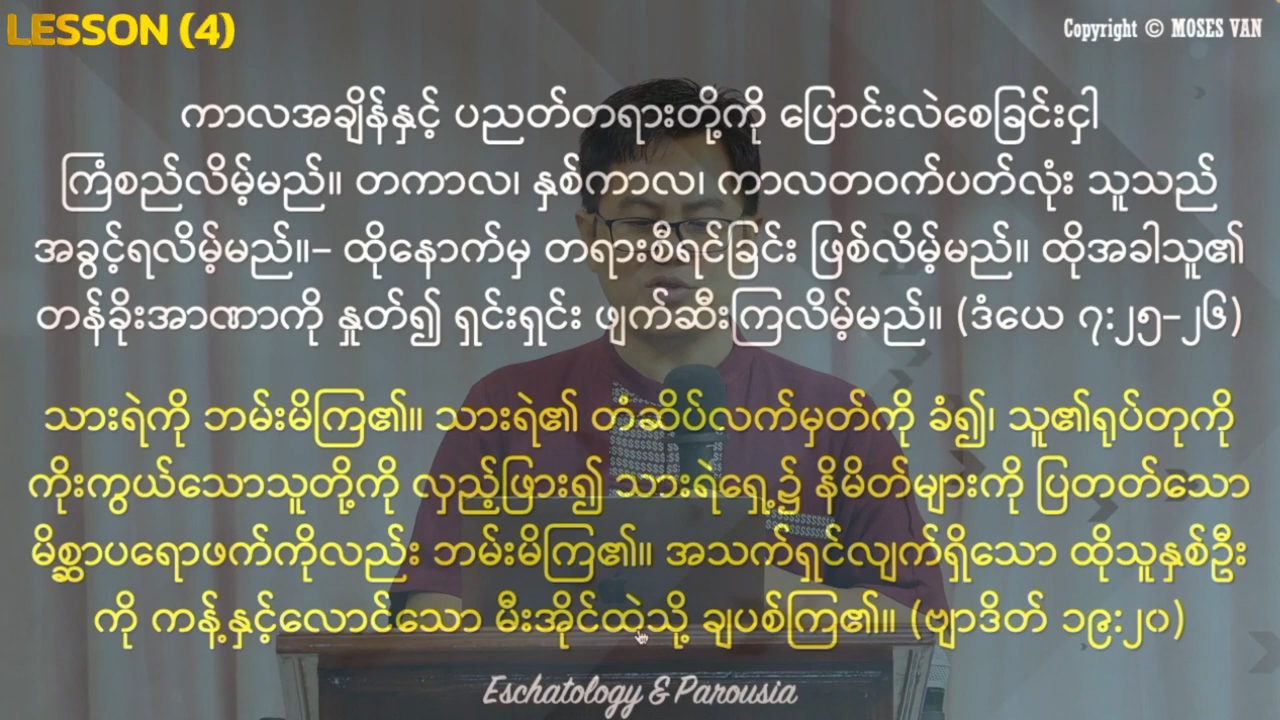 LESSON (4)
Copyright © MOSES VAN
ကာလအချိန်နှင့် ပညတ်တရားတို့ကို ပြောင်းလဲစေခြင်းငှါ
ကြံစည်လိမ့်မည်။ တကာလ၊ နှစ်ကာလ၊ ကာလတဝက်ပတ်လုံး သူသည်
အခွင့်ရလိမ့်မည်။– ထိုနောက်မှ တရားစီရင်ခြင်း ဖြစ်လိမ့်မည်။ ထိုအခါသူ၏
တန်ခိုးအာဏာကို နှုတ်၍ ရှင်းရှင်း ဖျက်ဆီးကြလိမ့်မည်။ (ဒံယေ ၇:၂၅–၂၆)
သားရဲကို ဘမ်းမိကြ၏။ သားရဲ၏ တံဆိပ်လက်မှတ်ကို ခံ၍၊ သူ၏ရုပ်တုကို
ကိုးကွယ်သောသူတို့ကို လှည့်ဖြား၍ သားရဲရှေ့၌ နိမိတ်များကို ပြတတ်သော
မိစ္ဆာပရောဖက်ကိုလည်း ဘမ်းမိကြ၏။ အသက်ရှင်လျက်ရှိသော ထိုသူနှစ်ဦး
ကို ကန့်နှင့်လောင်သော မီးအိုင်ထဲသို့ ချပစ်ကြ၏။ (ဗျာဒိတ် ၁၉:၂၀)
Eschatology & Parousia